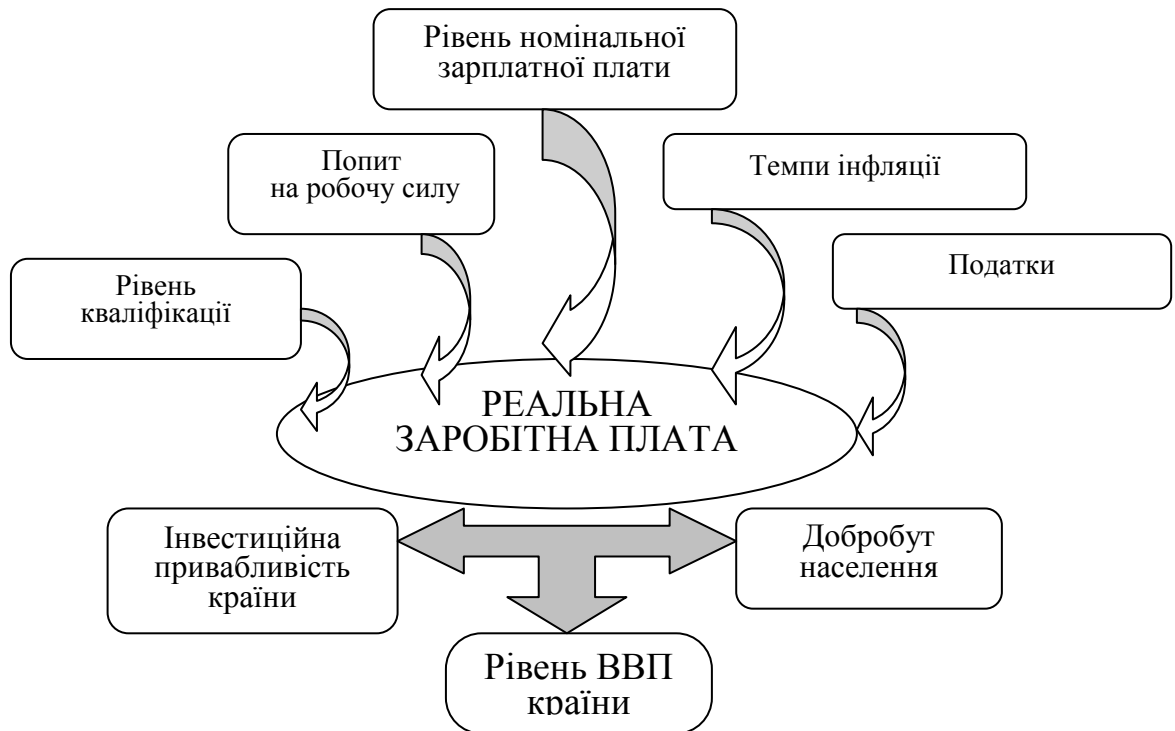 Рівень номінальної
зарплатної плати
Попит
на робочу силу
Темпи інфляції
Податки
Рівень
кваліфікації
РЕАЛЬНА
ЗАРОБІТНА ПЛАТА
Інвестиційна
привабливість
країни
Добробут
населення
Рівень ВВП
країни